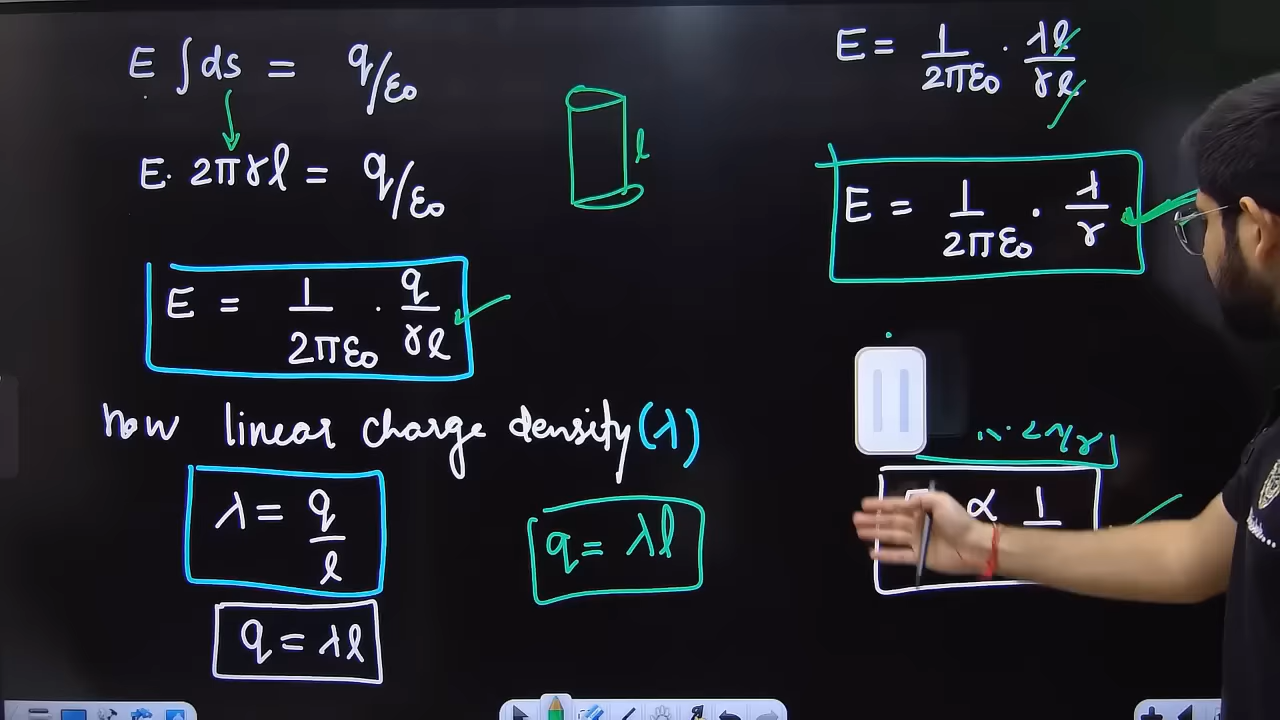 E ∫ds = q/ε₀
E. 2πrl = q/ε₀
E = 1/2πε₀ . q/rl
now linear charge density (λ)
λ = q/l
q = λl
l
q = λl
E = 1/2πε₀ . λl/rl
E = 1/2πε₀ . λ/r
∝ 1